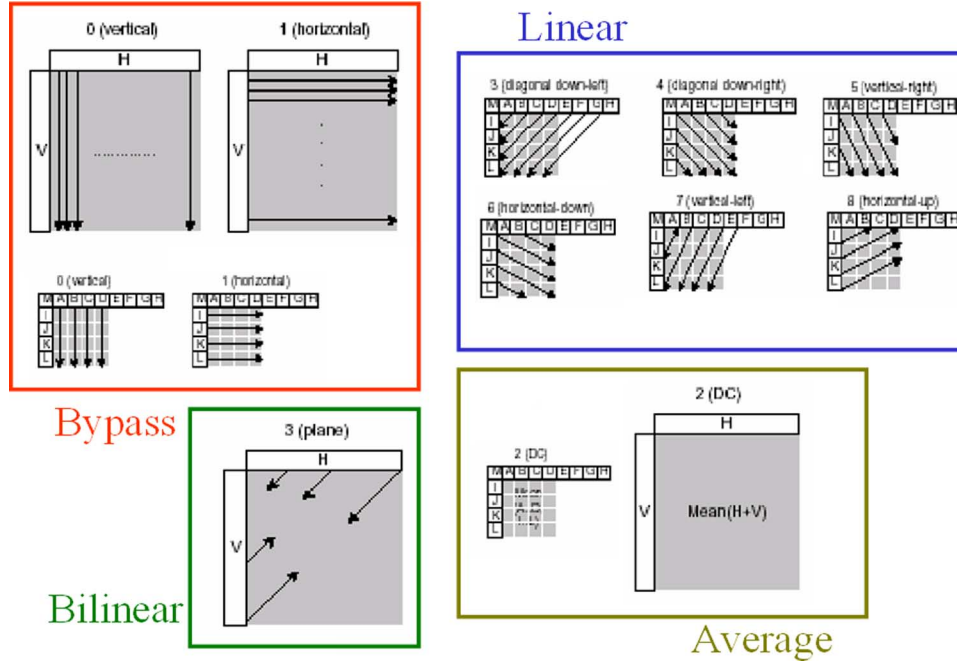 0 (vertical)
1 (horizontal)
H
H
V
V
0 (vertical)
M A B C D E F G H
I
J
K
L
1 (horizontal)
M A B C D E F G H
I
J
K
L
Bypass
Linear
3 (diagonal down-left)
M A B C D E F G H
I
J
K
L
4 (diagonal down-right)
M A B C D E F G H
I
J
K
L
5 (vertical-right)
M A B C D E F G H
I
J
K
L
6 (horizontal-down)
M A B C D E F G H
I
J
K
L
7 (vertical-left)
M A B C D E F G H
I
J
K
L
8 (horizontal-up)
M A B C D E F G H
I
J
K
L
3 (plane)
H
V
Bilinear
2 (DC)
M A B C D E F G H
I
J
K
L
2 (DC)
H
V
Mean(H+V)
Average